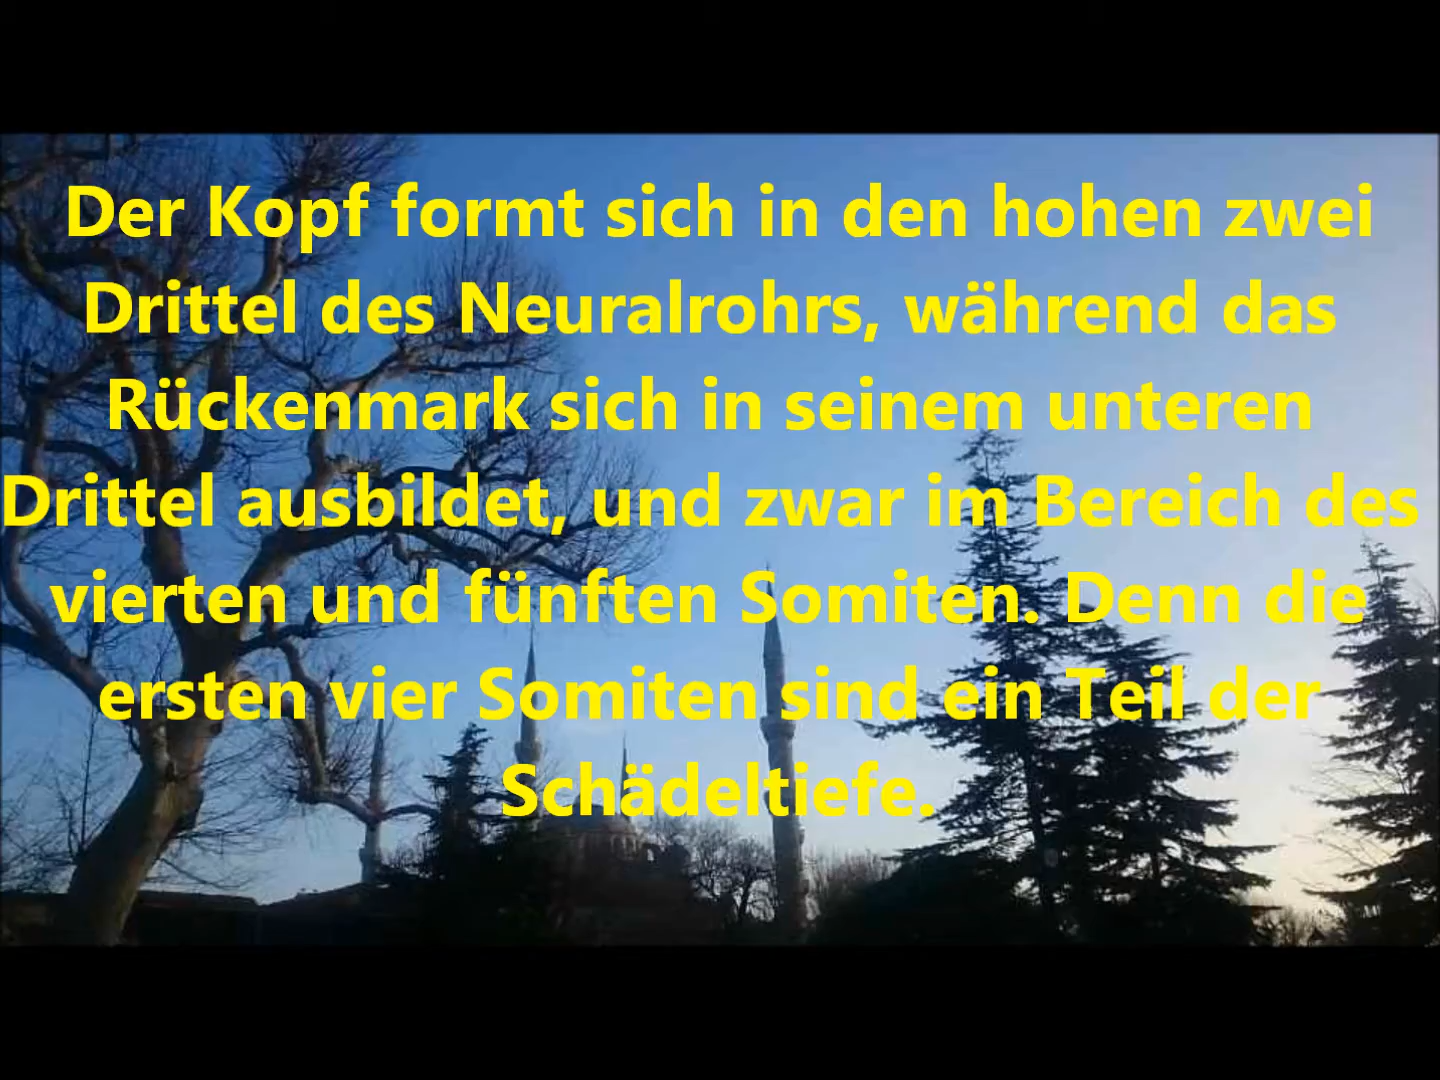 Der Kopf formt sich in den hohen zwei
Drittel des Neuralrohrs, während das
Rückenmark sich in seinem unteren
Drittel ausbildet, und zwar im Bereich des
vierten und fünften Somiten. Denn die
ersten vier Somiten sind ein Teil der
Schädeltiefe.